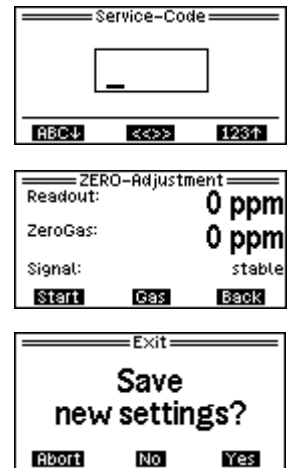 Service-Code
_
ABC↓ <<>> 123↑
ZERO-Adjustment
Readout: 0 ppm
ZeroGas: 0 ppm
Signal: stable
Start Gas Back
Exit
Save
new settings?
Abort No Yes